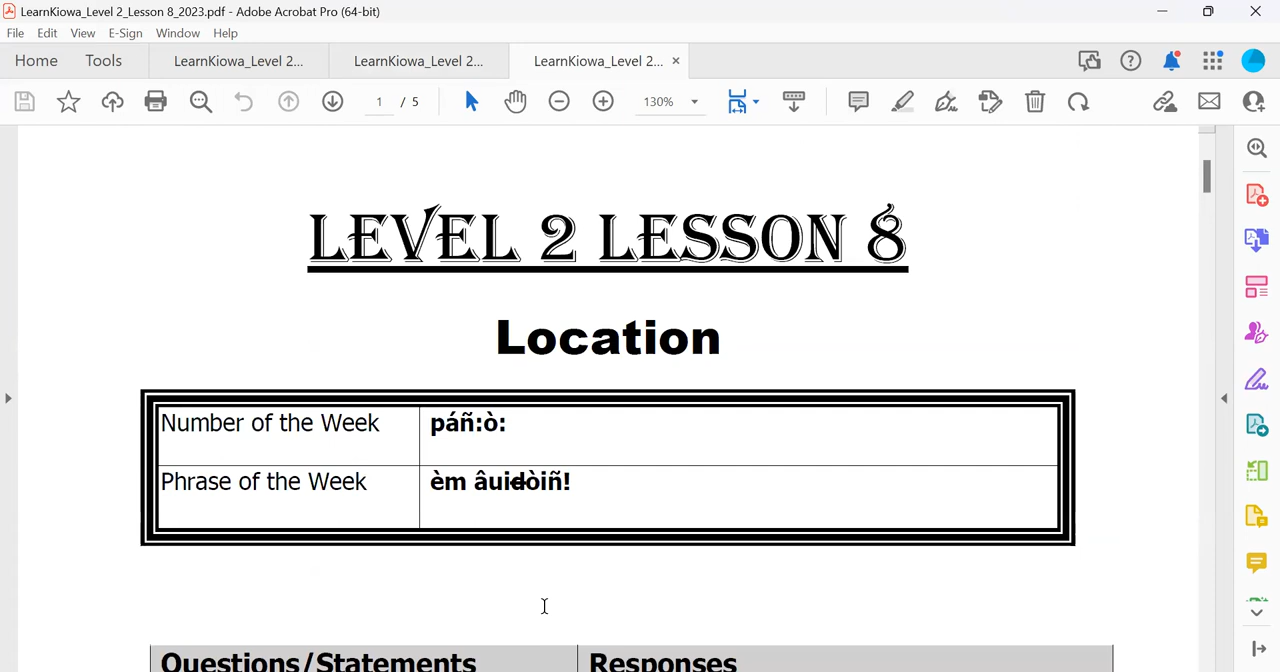 LearnKiowa_Level 2_Lesson 8_2023.pdf - Adobe Acrobat Pro (64-bit)
File Edit View E-Sign Window Help
Home Tools LearnKiowa_Level 2... LearnKiowa_Level 2... LearnKiowa_Level 2... ×
1 / 5 130%
LEVEL 2 LESSON 8
Location
Number of the Week páñ:ò:
Phrase of the Week èm âuidòiñ!
Questions/Statements Responses